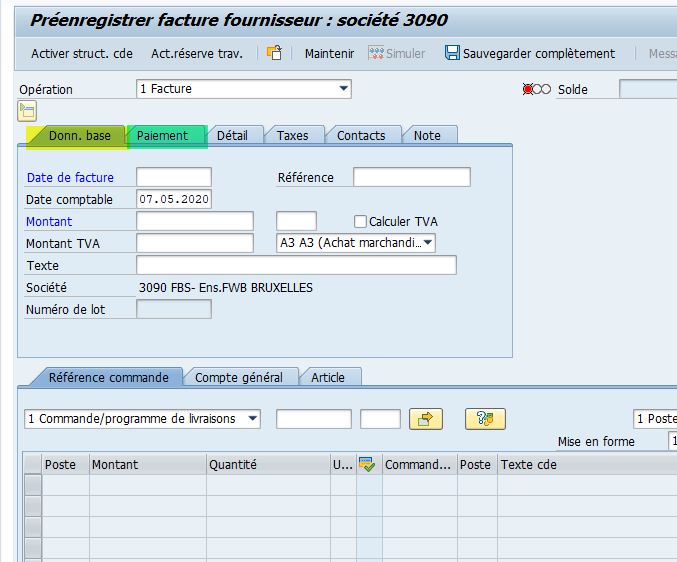 Préenregistrer facture fournisseur : société 3090
Activer struct. cde Act.réserve trav. Maintenir Simuler Sauvegarder complètement Mess
Opération 1 Facture Solde
Donn. base Paiement Détail Taxes Contacts Note
Date de facture Référence
Date comptable 07.05.2020
Montant Calculer TVA
Montant TVA A3 A3 (Achat marchandi...
Texte
Société 3090 FBS- Ens.FWB BRUXELLES
Numéro de lot
Référence commande Compte général Article
1 Commande/programme de livraisons 1 Poste
Mise en forme 1
Poste Montant Quantité U... Command... Poste Texte cde